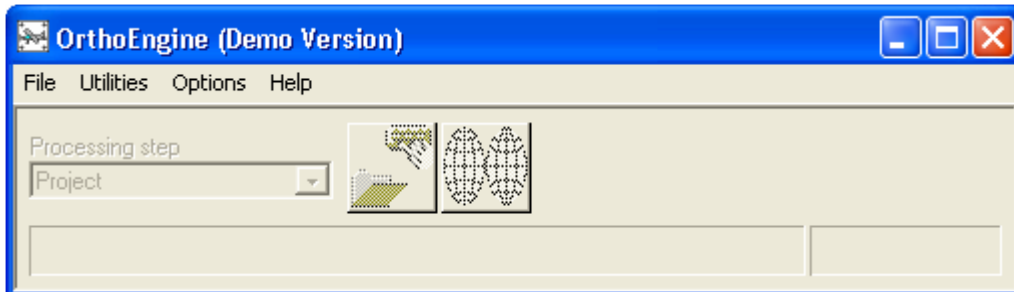 OrthoEngine (Demo Version)
File Utilities Options Help
Processing step
Project